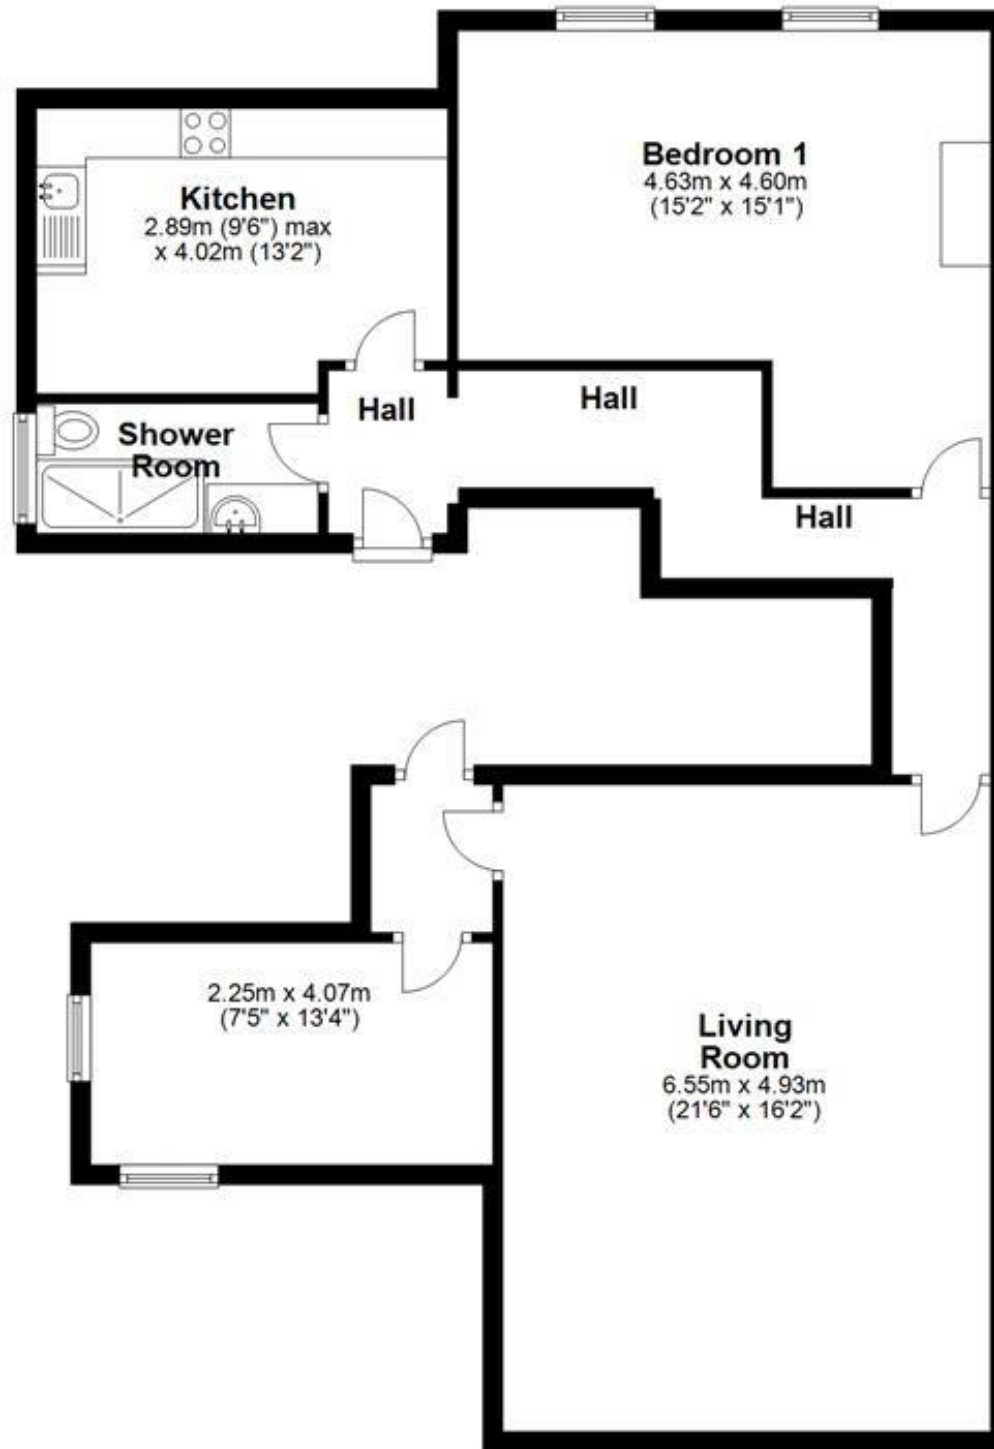 Bedroom 1
4.63m x 4.60m
(15'2" x 15'1")
Kitchen
2.89m (9'6") max
x 4.02m (13'2")
Hall
Hall
Shower
Room
Hall
2.25m x 4.07m
(7'5" x 13'4")
Living
Room
6.55m x 4.93m
(21'6" x 16'2")